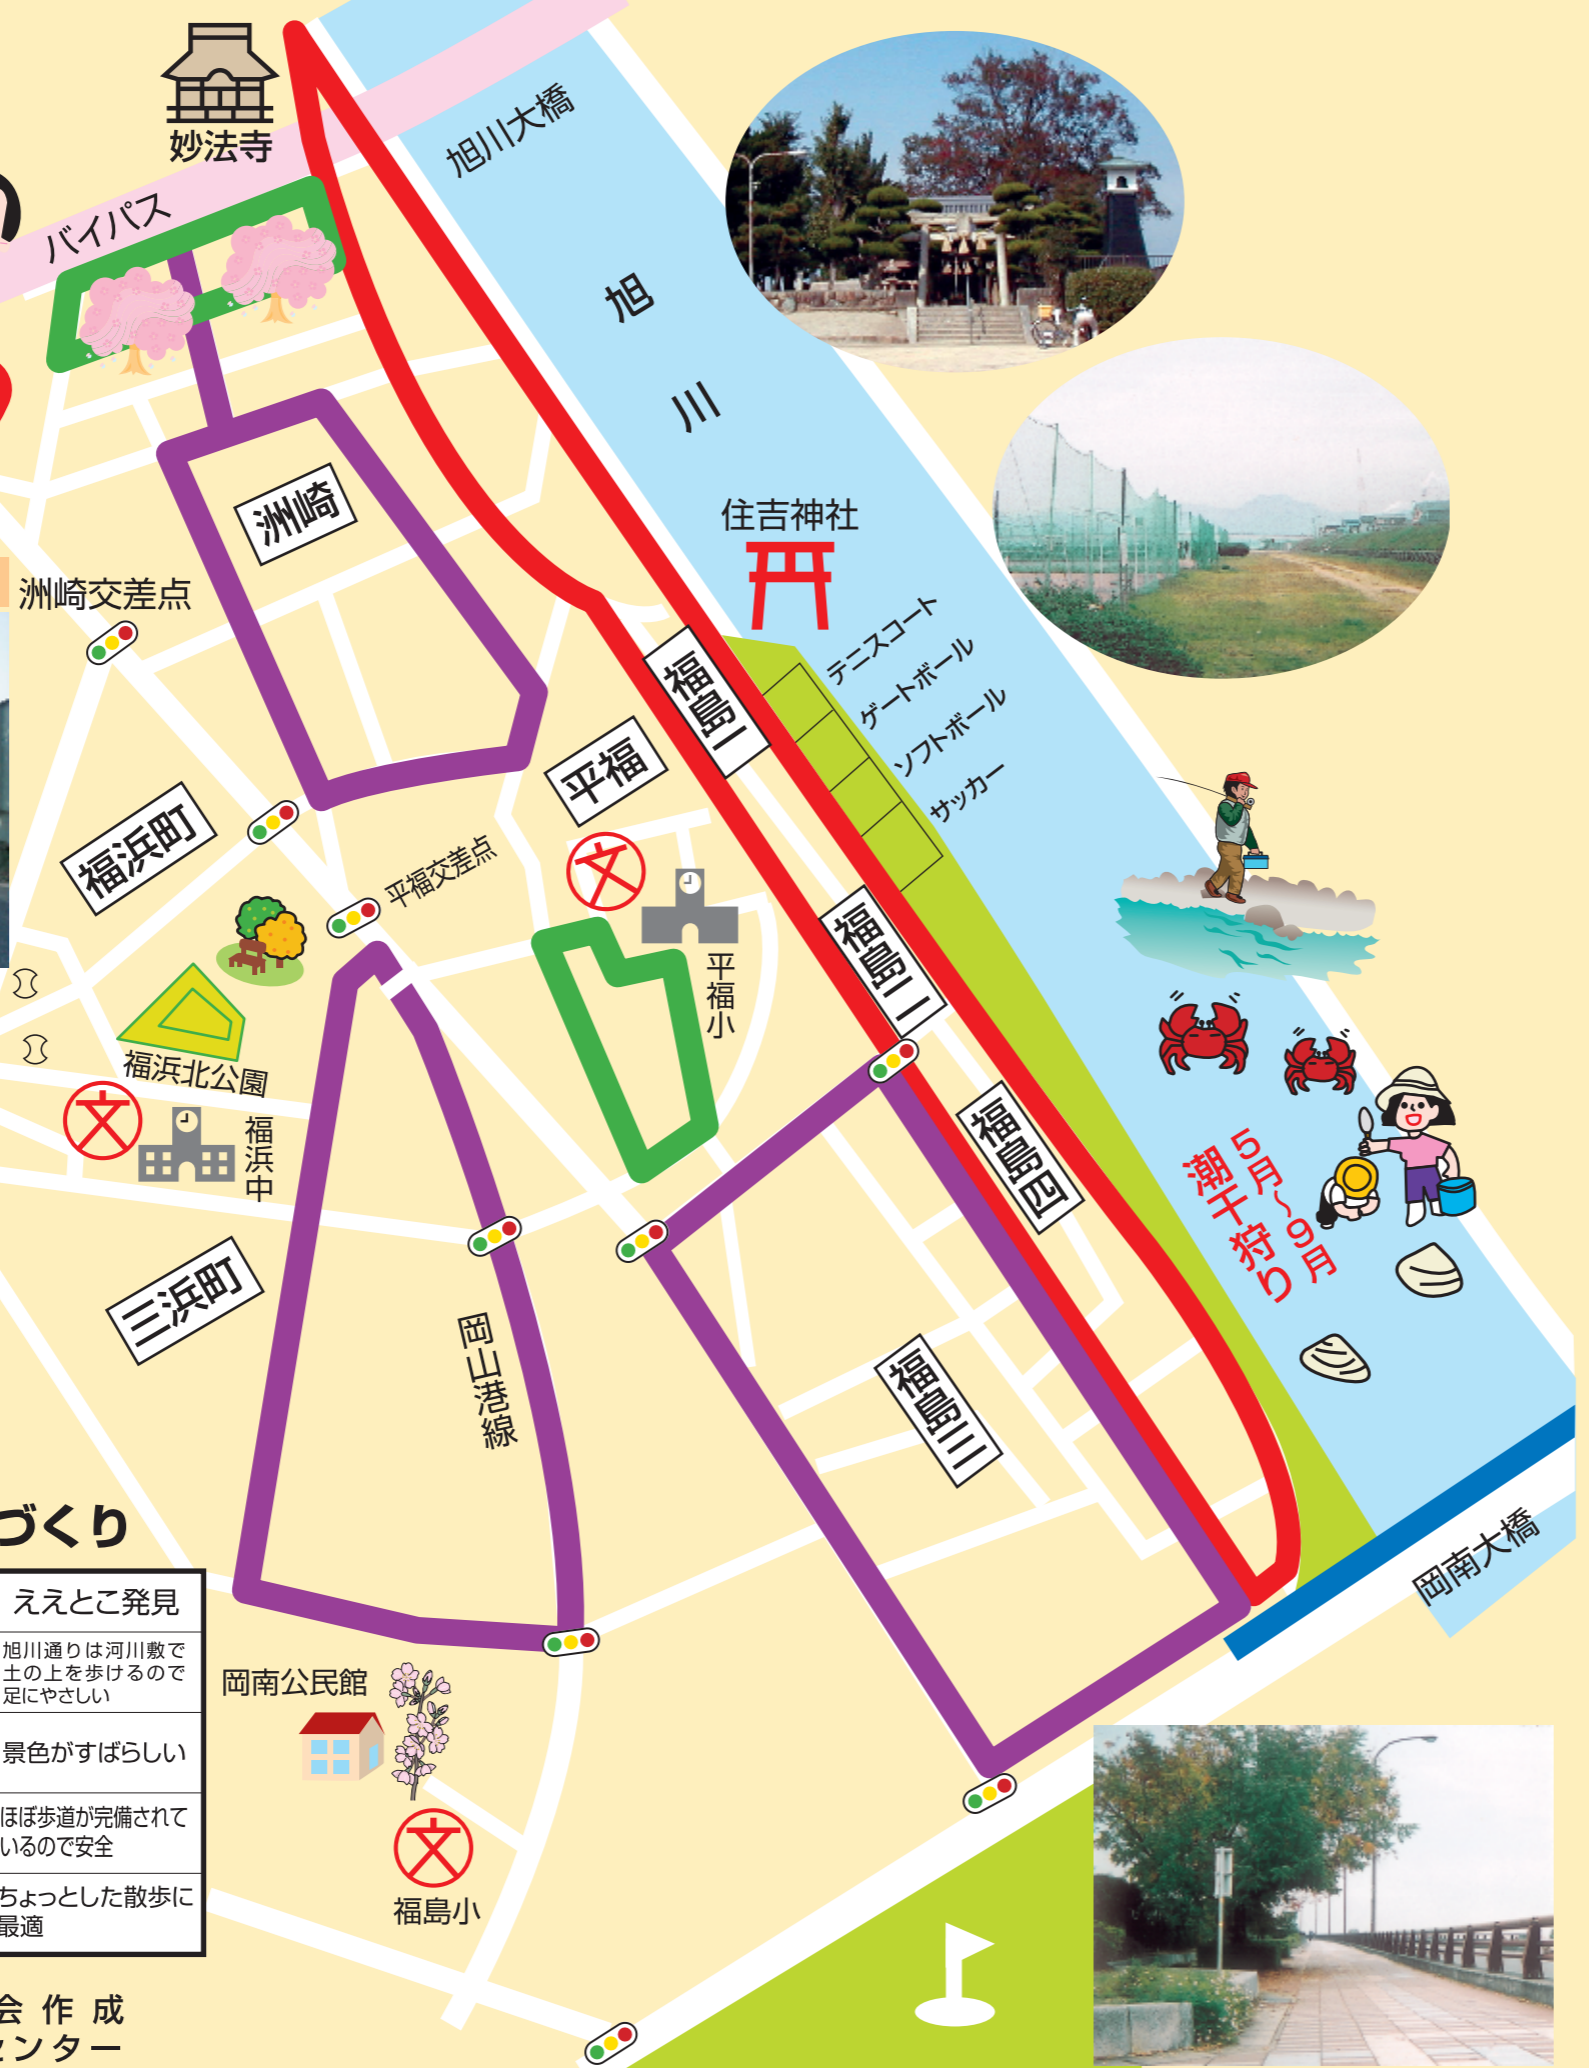 妙法寺
バイパス
旭川大橋
旭川
洲崎
洲崎交差点
住吉神社
テニスコート
ゲートボール
ソフトボール
サッカー
福島一
平福
福浜町
平福交差点
文
平福小
福島二
福浜北公園
文
福浜中
福島四
5月~9月
潮干狩り
三浜町
岡山港線
福島三
岡南大橋
づくり
ええとこ発見
旭川通りは河川敷で
土の上を歩けるので
足にやさしい
景色がすばらしい
ほぼ歩道が完備されて
いるので安全
ちょっとした散歩に
最適
岡南公民館
文
福島小
会作成
センター